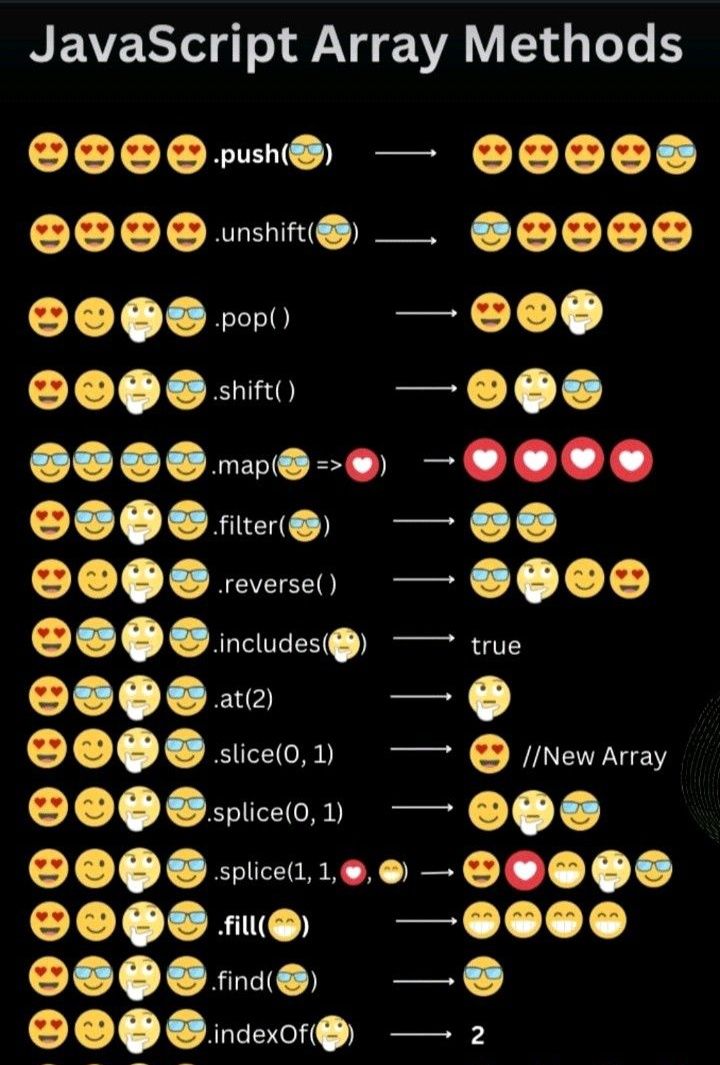 JavaScript Array Methods
😍😍😍😍.push(😎) ⟶ 😍😍😍😍😎
😍😍😍😍.unshift(😎) ⟶ 😎😍😍😍😍
😍😉🤔😎.pop( ) ⟶ 😍😉🤔
😍😉🤔😎.shift( ) ⟶ 😉🤔😎
😎😎😎😎.map(😎 => ❤) ⟶ ❤❤❤❤
😍😎🤔😎.filter(😎) ⟶ 😎😎
😍😉🤔😎.reverse( ) ⟶ 😎🤔😉😍
😍😎🤔😎.includes(🤔) ⟶ true
😍😎🤔😎.at(2) ⟶ 🤔
😍😉🤔😎.slice(0, 1) ⟶ 😍 //New Array
😍😉🤔😎.splice(0, 1) ⟶ 😉🤔😎
😍😉🤔😎.splice(1, 1, ❤, 😁) ⟶ 😍❤😁🤔😎
😍😉🤔😎.fill(😁) ⟶ 😁😁😁😁
😍😎🤔😎.find(😎) ⟶ 😎
😍😉🤔😎.indexOf(🤔) ⟶ 2